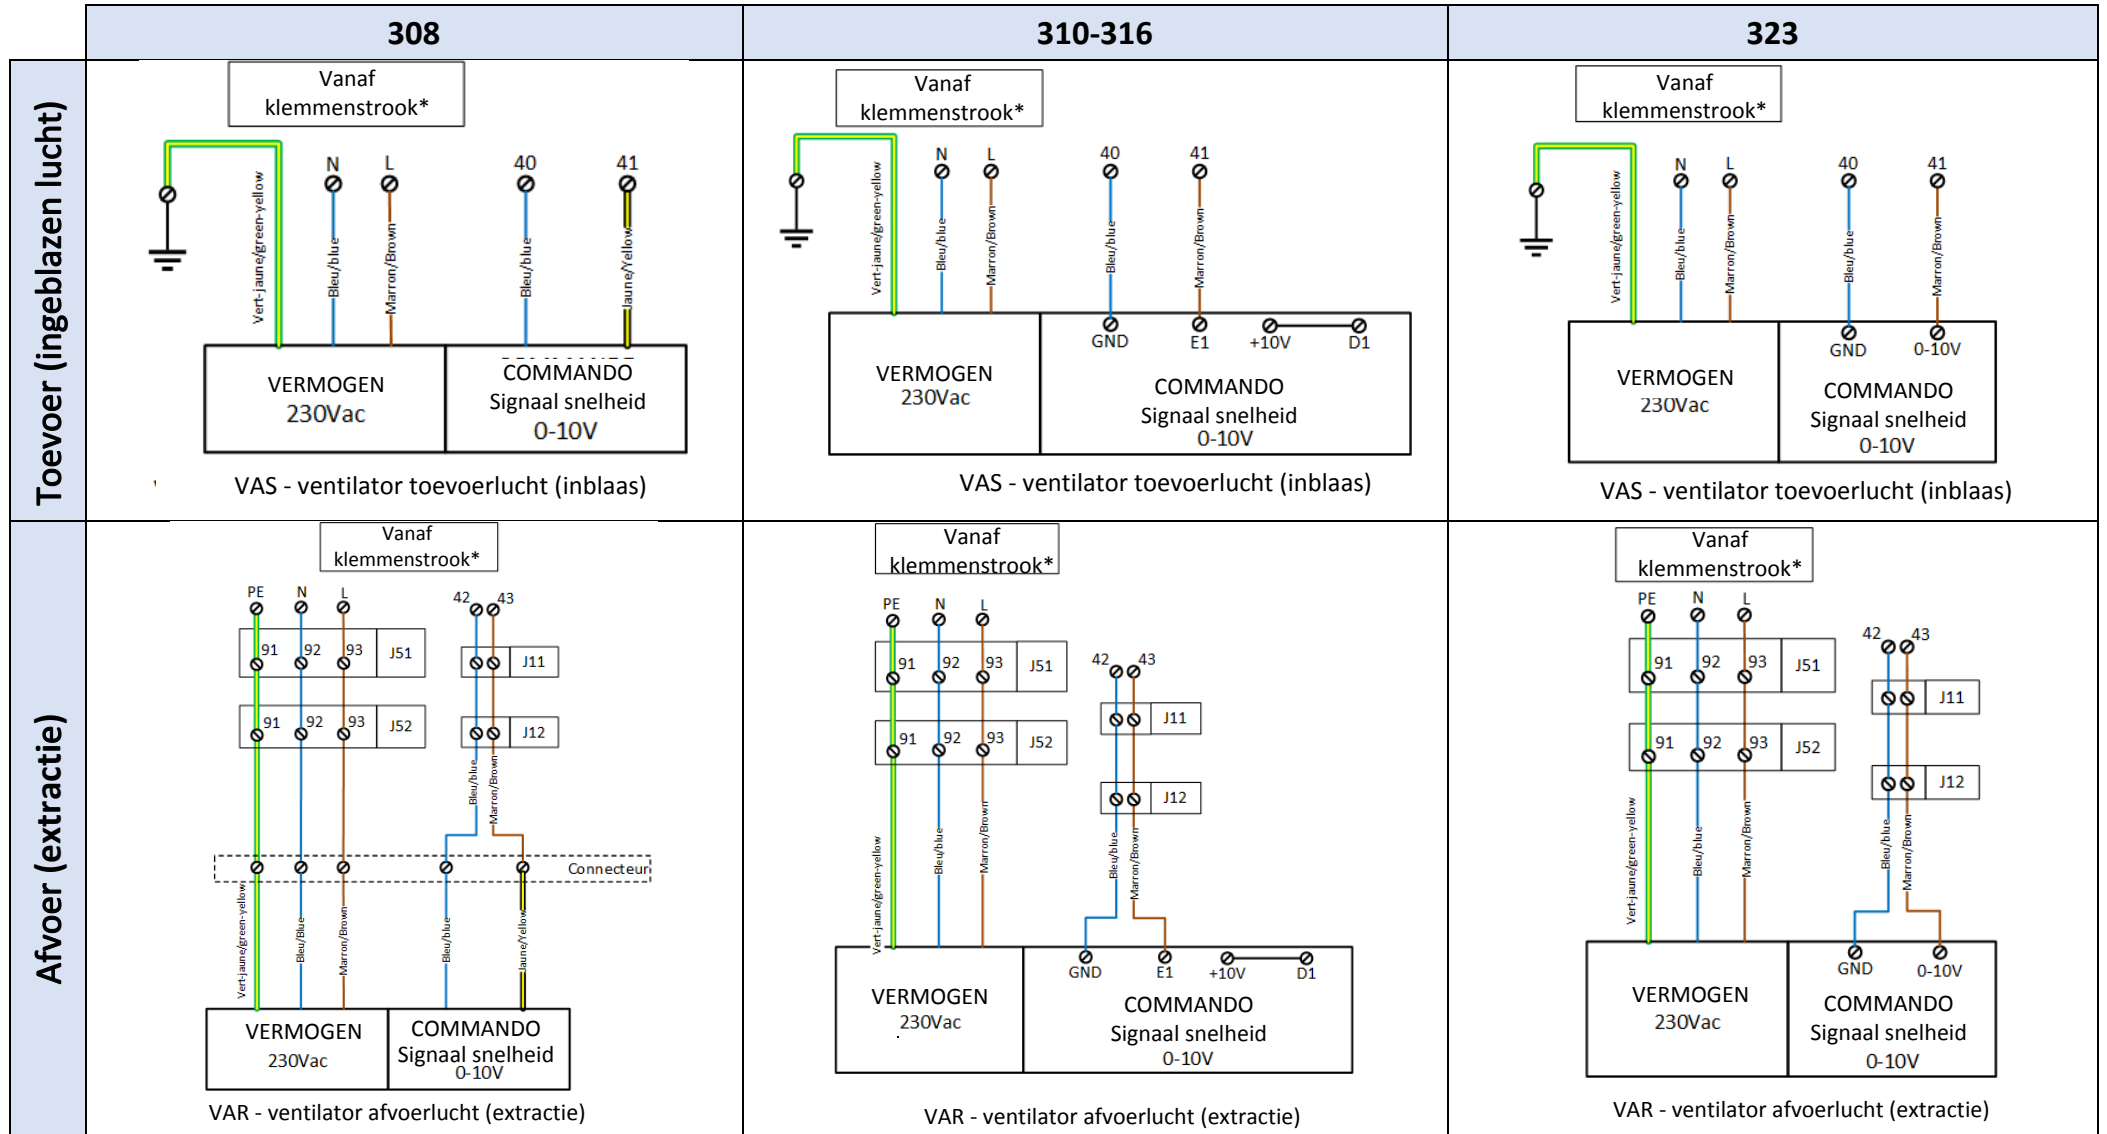 308
310-316
323
Toevoer (ingeblazen lucht)
Vanaf
klemmenstrook*
N
L
40
41
Vert-jaune/green-yellow
Bleu/blue
Marron/Brown
Bleu/blue
Jaune/Yellow
VERMOGEN
230Vac
COMMANDO
Signaal snelheid
0-10V
VAS - ventilator toevoerlucht (inblaas)
Vanaf
klemmenstrook*
N
L
40
41
Vert-jaune/green-yellow
Bleu/blue
Marron/Brown
Bleu/blue
Marron/Brown
GND
E1
+10V
D1
VERMOGEN
230Vac
COMMANDO
Signaal snelheid
0-10V
VAS - ventilator toevoerlucht (inblaas)
Vanaf
klemmenstrook*
N
L
40
41
Vert-jaune/green-yellow
Bleu/blue
Marron/Brown
Bleu/blue
Marron/Brown
GND
0-10V
VERMOGEN
230Vac
COMMANDO
Signaal snelheid
0-10V
VAS - ventilator toevoerlucht (inblaas)
Afvoer (extractie)
Vanaf
klemmenstrook*
PE
N
L
42
43
91
92
93
J51
J11
91
92
93
J52
J12
Bleu/blue
Marron/Brown
Connecteur
Vert-jaune/green-yellow
Bleu/Blue
Marron/Brown
Bleu/blue
Jaune/Yellow
VERMOGEN
230Vac
COMMANDO
Signaal snelheid
0-10V
VAR - ventilator afvoerlucht (extractie)
Vanaf
klemmenstrook*
PE
N
L
42
43
91
92
93
J51
J11
91
92
93
J52
J12
Vert-jaune/green-yellow
Bleu/blue
Marron/Brown
Bleu/blue
Marron/Brown
GND
E1
+10V
D1
VERMOGEN
230Vac
COMMANDO
Signaal snelheid
0-10V
VAR - ventilator afvoerlucht (extractie)
Vanaf
klemmenstrook*
PE
N
L
42
43
91
92
93
J51
J11
91
92
93
J52
J12
Vert-jaune/green-yellow
Bleu/blue
Marron/Brown
Bleu/blue
Marron/Brown
GND
0-10V
VERMOGEN
230Vac
COMMANDO
Signaal snelheid
0-10V
VAR - ventilator afvoerlucht (extractie)